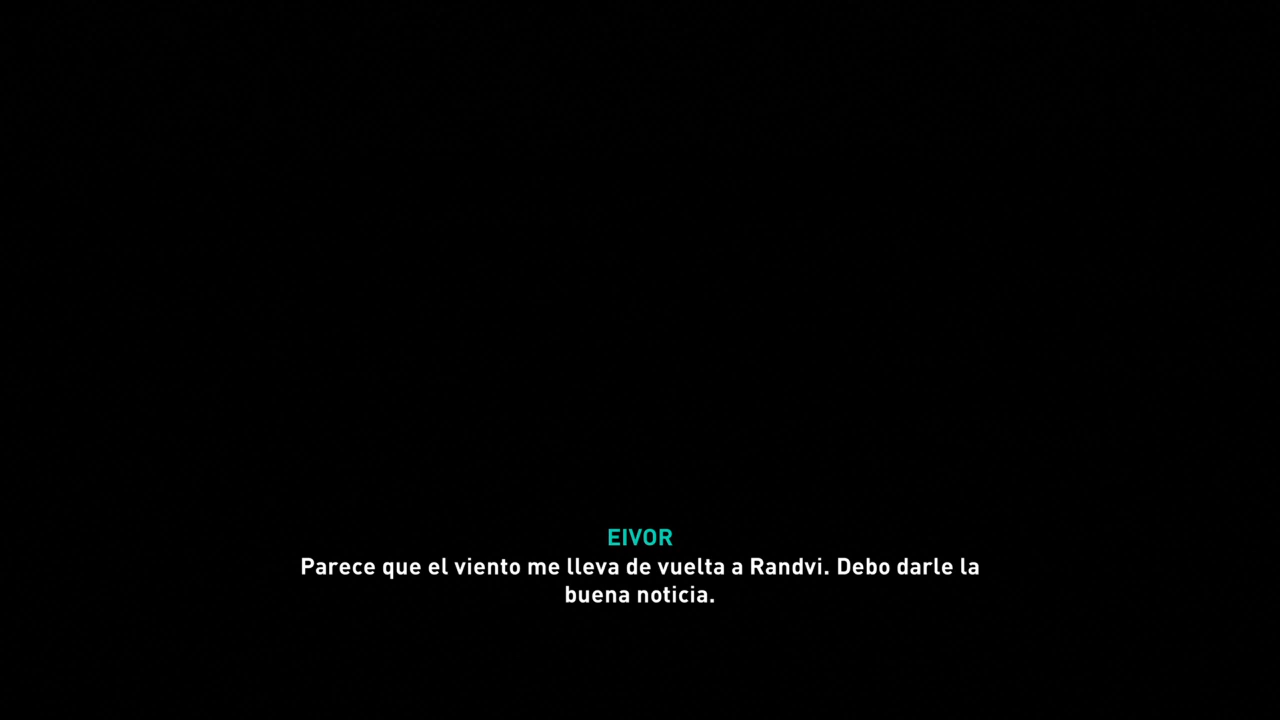 EIVOR
Parece que el viento me lleva de vuelta a Randvi. Debo darle la
buena noticia.